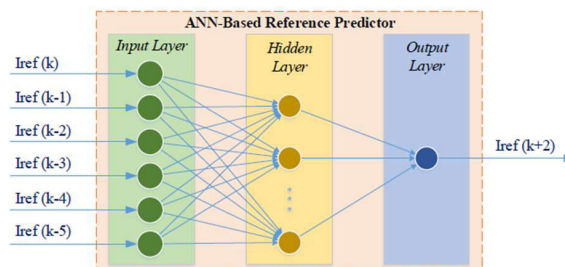 ANN-Based Reference Predictor
Input Layer
Hidden
Layer
Output
Layer
Iref (k)
Iref (k-1)
Iref (k-2)
Iref (k-3)
Iref (k-4)
Iref (k-5)
Iref (k+2)